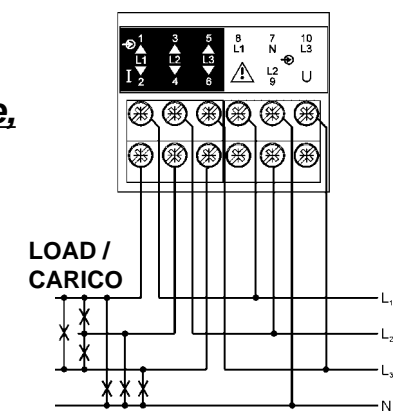 1 3 5 8 7 10
L1 N L3
L1 L2 L3
I 2 4 6 L2 9 U
e,
LOAD /
CARICO
L1
L2
L3
N